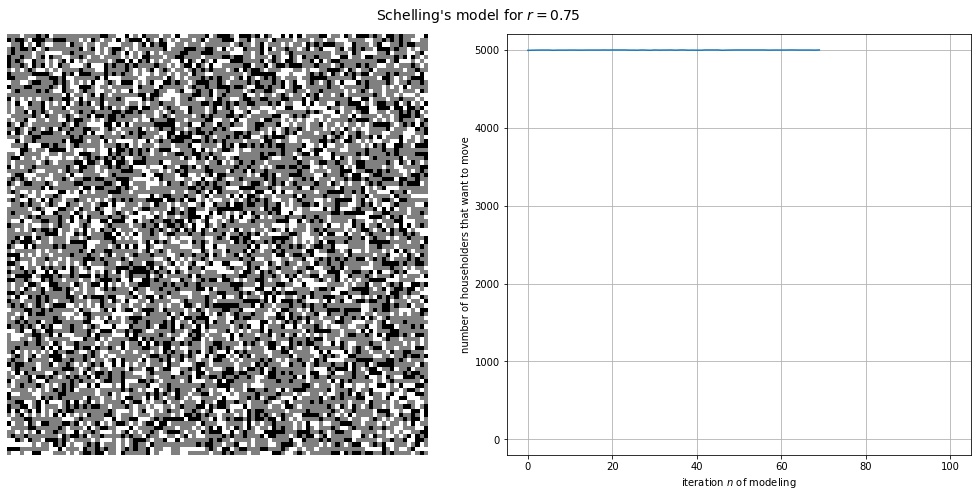 Schelling's model for r = 0.75
5000
4000
3000
2000
1000
0
number of householders that want to move
0 20 40 60 80 100
iteration n of modeling